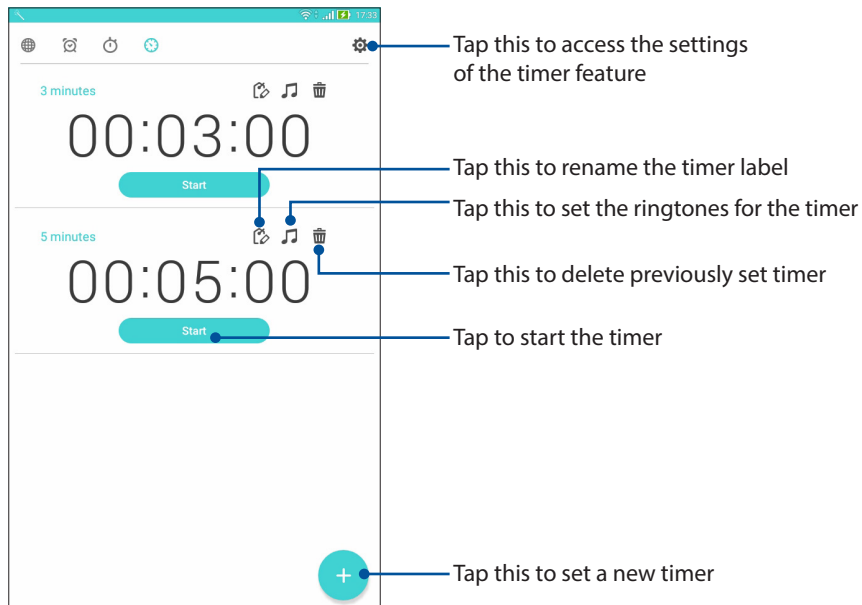 17:33
Tap this to access the settings
of the timer feature
3 minutes
00:03:00
Start
Tap this to rename the timer label
Tap this to set the ringtones for the timer
5 minutes
Tap this to delete previously set timer
00:05:00
Start
Tap to start the timer
+
Tap this to set a new timer